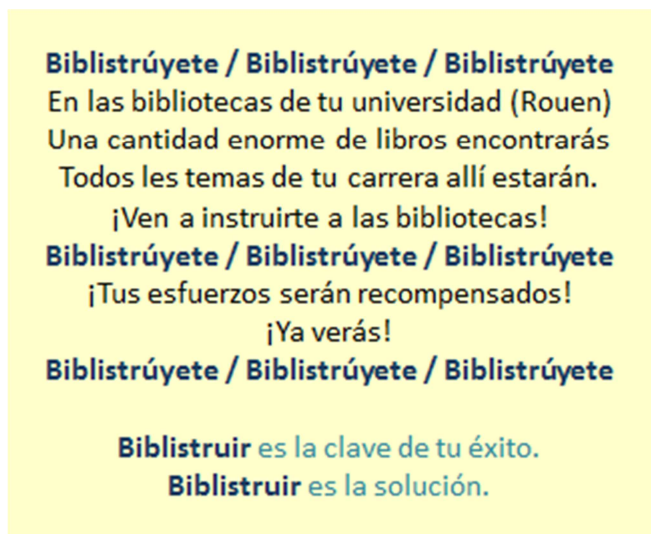 Biblistrúyete / Biblistrúyete / Biblistrúyete
En las bibliotecas de tu universidad (Rouen)
Una cantidad enorme de libros encontrarás
Todos les temas de tu carrera allí estarán.
¡Ven a instruirte a las bibliotecas!
Biblistrúyete / Biblistrúyete / Biblistrúyete
¡Tus esfuerzos serán recompensados!
¡Ya verás!
Biblistrúyete / Biblistrúyete / Biblistrúyete
Biblistruir es la clave de tu éxito.
Biblistruir es la solución.